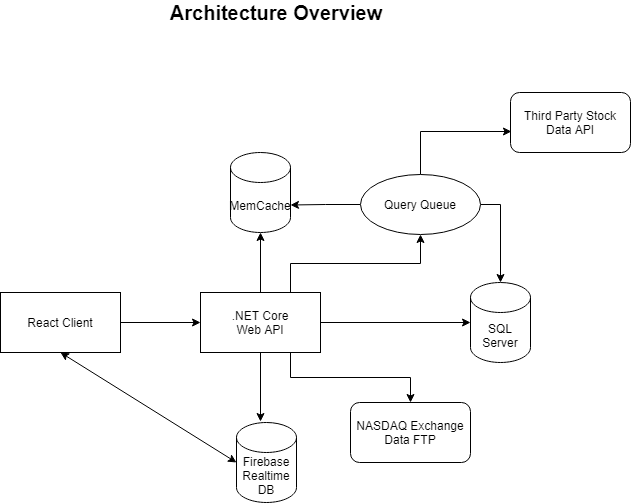 Architecture Overview
Third Party Stock
Data API
MemCache
Query Queue
React Client
.NET Core
Web API
SQL
Server
NASDAQ Exchange
Data FTP
Firebase
Realtime
DB